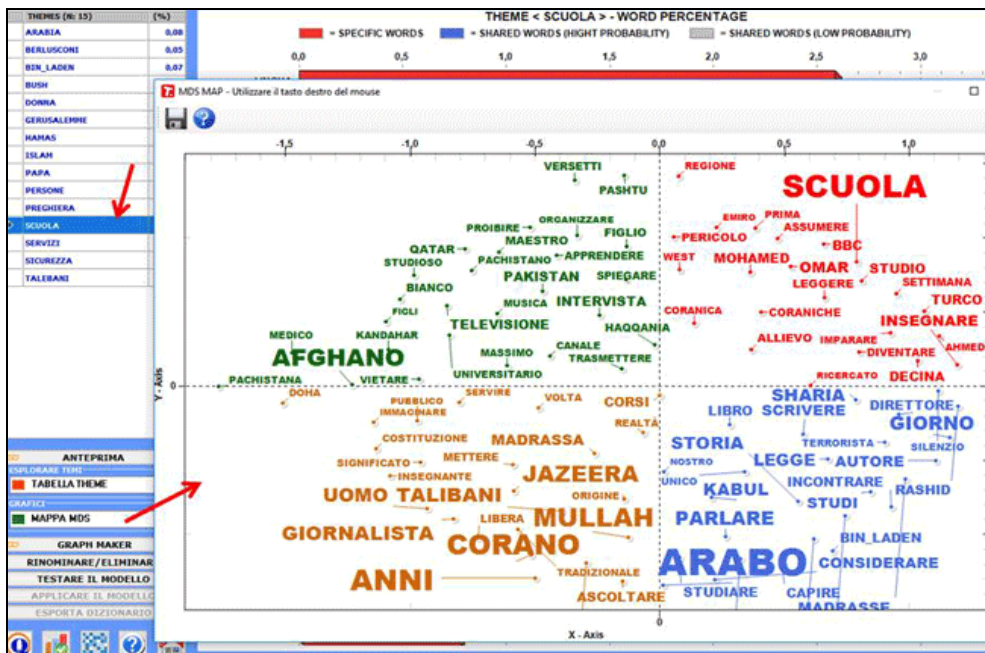 THEMES (N: 15) (%)
ARABIA 0,08
BERLUSCONI 0,05
BIN_LADEN 0,07
BUSH
DONNA
GERUSALEMME
HAMAS
ISLAM
PAPA
PERSONE
PREGHIERA
SCUOLA
SERVIZI
SICUREZZA
TALEBANI
ANTEPRIMA
ESPLORARE TEMI
TABELLA THEME
GRAFICI
MAPPA MDS
GRAPH MAKER
RINOMINARE/ELIMINAR
TESTARE IL MODELLO
APPLICARE IL MODELLO
ESPORTA DIZIONARIO
THEME < SCUOLA > - WORD PERCENTAGE
= SPECIFIC WORDS = SHARED WORDS (HIGHT PROBABILITY) = SHARED WORDS (LOW PROBABILITY)
0,0 0,5 1,0 1,5 2,0 2,5 3,0
MDS MAP - Utilizzare il tasto destro del mouse
-1,5 -1,0 -0,5 0,0 0,5 1,0
VERSETTI
PASHTU
ORGANIZZARE
PROIBIRE
MAESTRO
FIGLIO
QATAR
PACHISTANO
APPRENDERE
STUDIOSO
PAKISTAN
SPIEGARE
BIANCO
MUSICA
INTERVISTA
FIGLI
TELEVISIONE
HAQQANIA
MEDICO
KANDAHAR
CANALE
AFGHANO
MASSIMO
TRASMETTERE
UNIVERSITARIO
PACHISTANA
VIETARE
REGIONE
SCUOLA
EMIRO
PRIMA
ASSUMERE
PERICOLO
BBC
WEST
MOHAMED
OMAR
STUDIO
LEGGERE
SETTIMANA
TURCO
CORANICA
CORANICHE
INSEGNARE
ALLIEVO
IMPARARE
AHMED
DIVENTARE
RICERCATO
DECINA
Y - Axis
0
DOHA
SERVIRE
PUBBLICO
VOLTA
CORSI
IMMAGINARE
REALTÀ
COSTITUZIONE
MADRASSA
SIGNIFICATO
METTERE
INSEGNANTE
JAZEERA
UOMO
TALIBANI
ORIGINE
GIORNALISTA
LIBERA
MULLAH
CORANO
ANNI
TRADIZIONALE
ASCOLTARE
SHARIA
LIBRO
SCRIVERE
DIRETTORE
GIORNO
STORIA
TERRORISTA
SILENZIO
NOSTRO
LEGGE
AUTORE
UNICO
INCONTRARE
KABUL
STUDI
RASHID
PARLARE
BIN_LADEN
ARABO
CONSIDERARE
STUDIARE
CAPIRE
MADRASSE
0
X - Axis